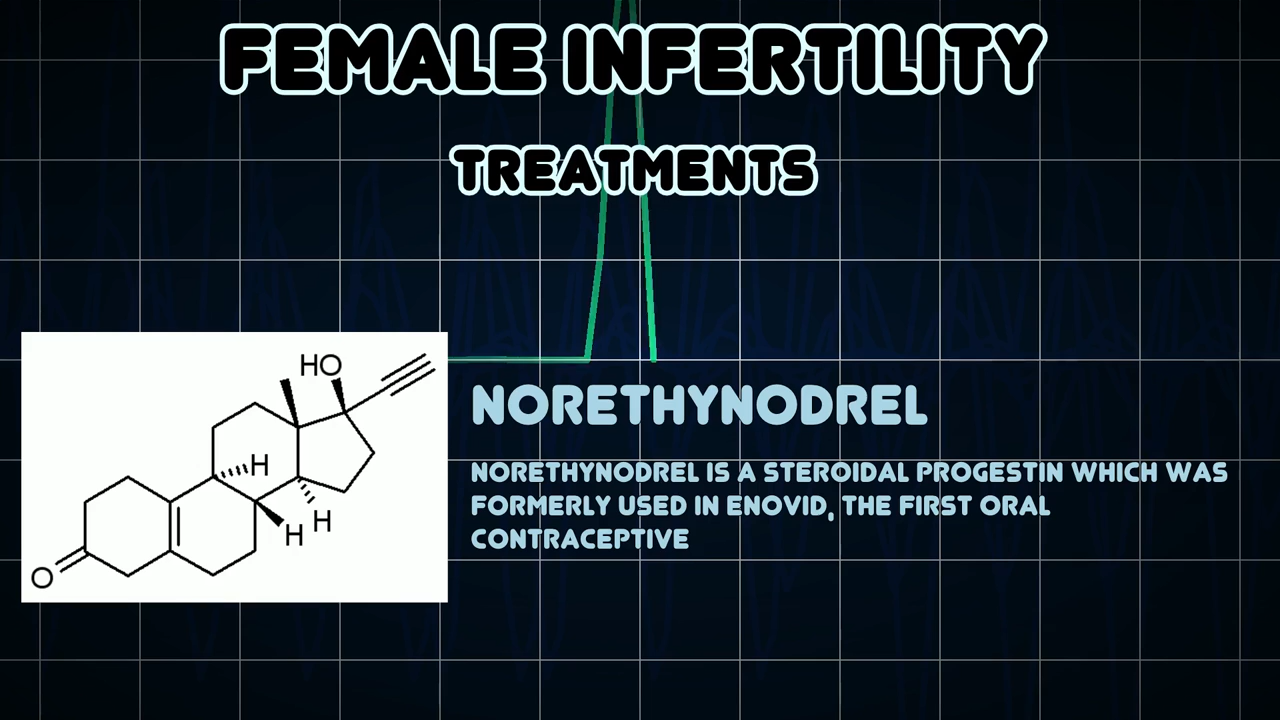 FEMALE INFERTILITY
TREATMENTS
HO
H
H
H
O
NORETHYNODREL
NORETHYNODREL IS A STEROIDAL PROGESTIN WHICH WAS
FORMERLY USED IN ENOVID, THE FIRST ORAL
CONTRACEPTIVE